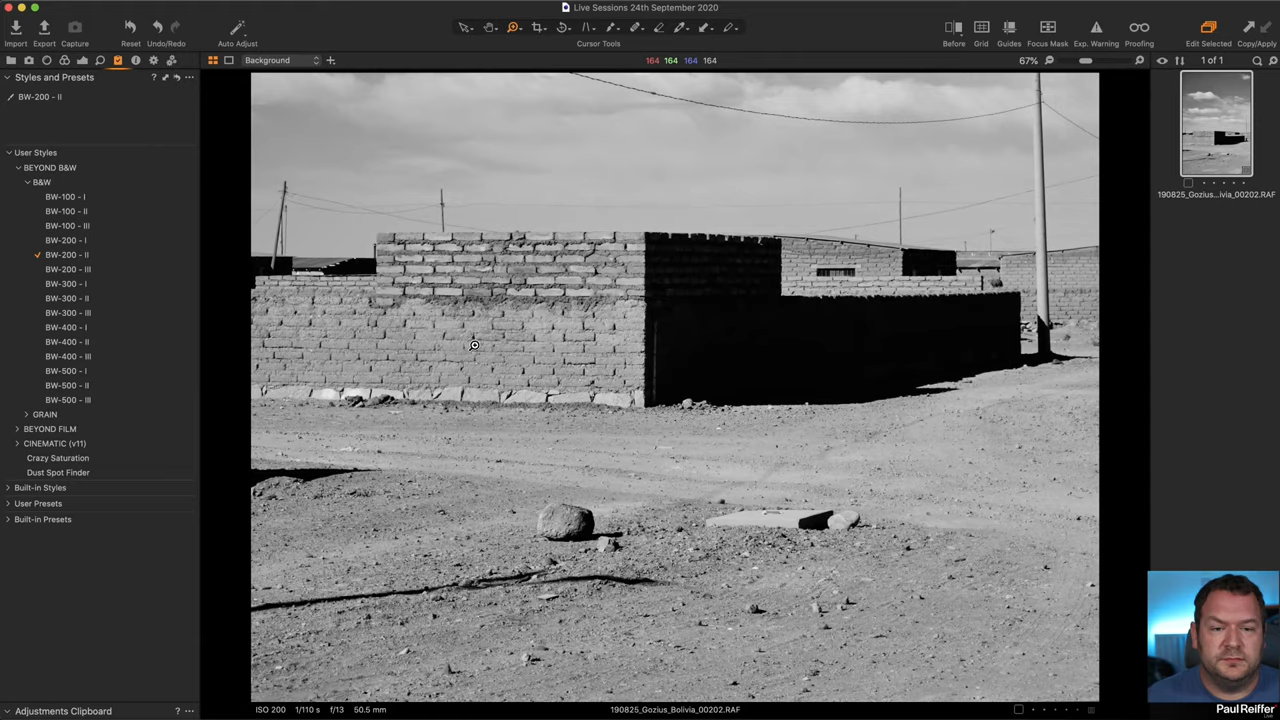 Live Sessions 24th September 2020
Import
Export
Capture
Reset
Undo/Redo
Auto Adjust
Cursor Tools
Before
Grid
Guides
Focus Mask
Exp. Warning
Proofing
Edit Selected
Copy/Apply
Background
164 164 164 164
67%
1 of 1
Styles and Presets
BW-200 - II
User Styles
BEYOND B&W
B&W
BW-100 - I
BW-100 - II
BW-100 - III
BW-200 - I
BW-200 - II
BW-200 - III
BW-300 - I
BW-300 - II
BW-300 - III
BW-400 - I
BW-400 - II
BW-400 - III
BW-500 - I
BW-500 - II
BW-500 - III
GRAIN
BEYOND FILM
CINEMATIC (v11)
Crazy Saturation
Dust Spot Finder
Built-in Styles
User Presets
Built-in Presets
190825_Gozius...ivia_00202.RAF
Adjustments Clipboard
ISO 200 1/110 s f/13 50.5 mm
190825_Gozius_Bolivia_00202.RAF
Paul Reiffer
Live